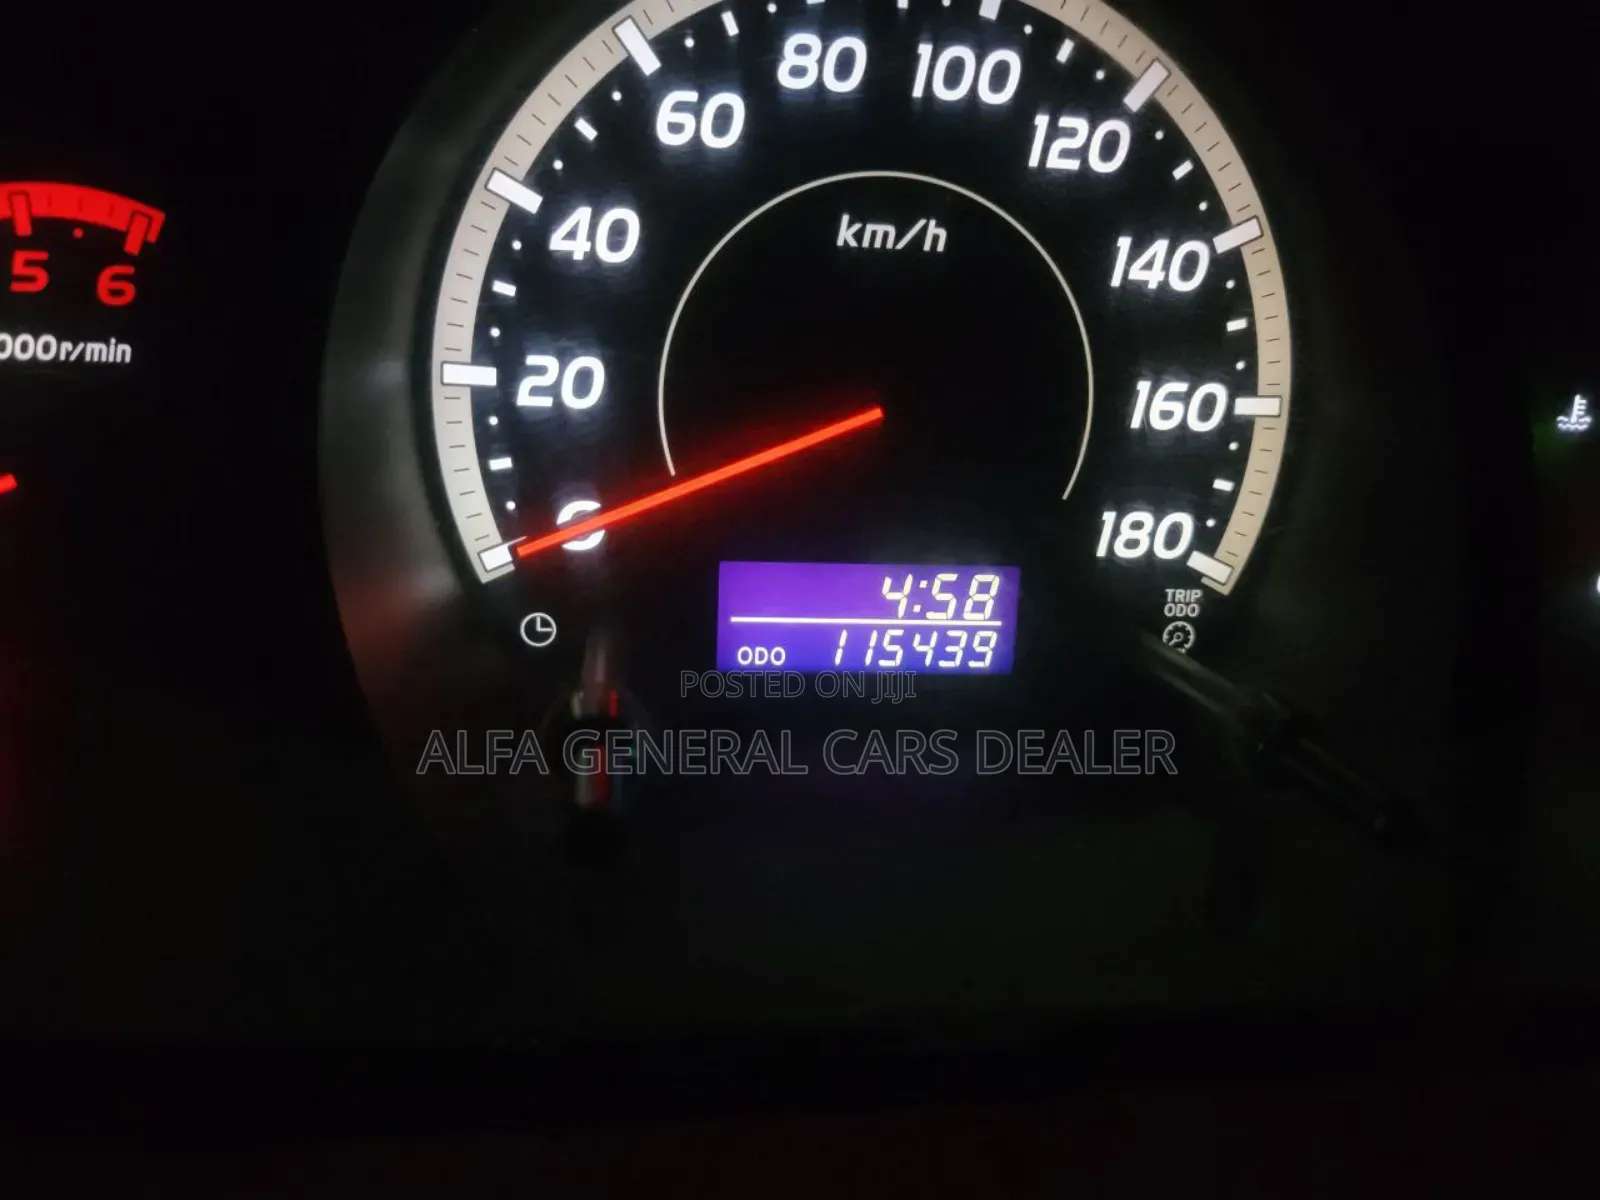 80 100
60 120
km/h
40 140
5 6
000r/min
20 160
0 180
4:58
ODO 115439
TRIP
ODO
POSTED ON JIJI
ALFA GENERAL CARS DEALER